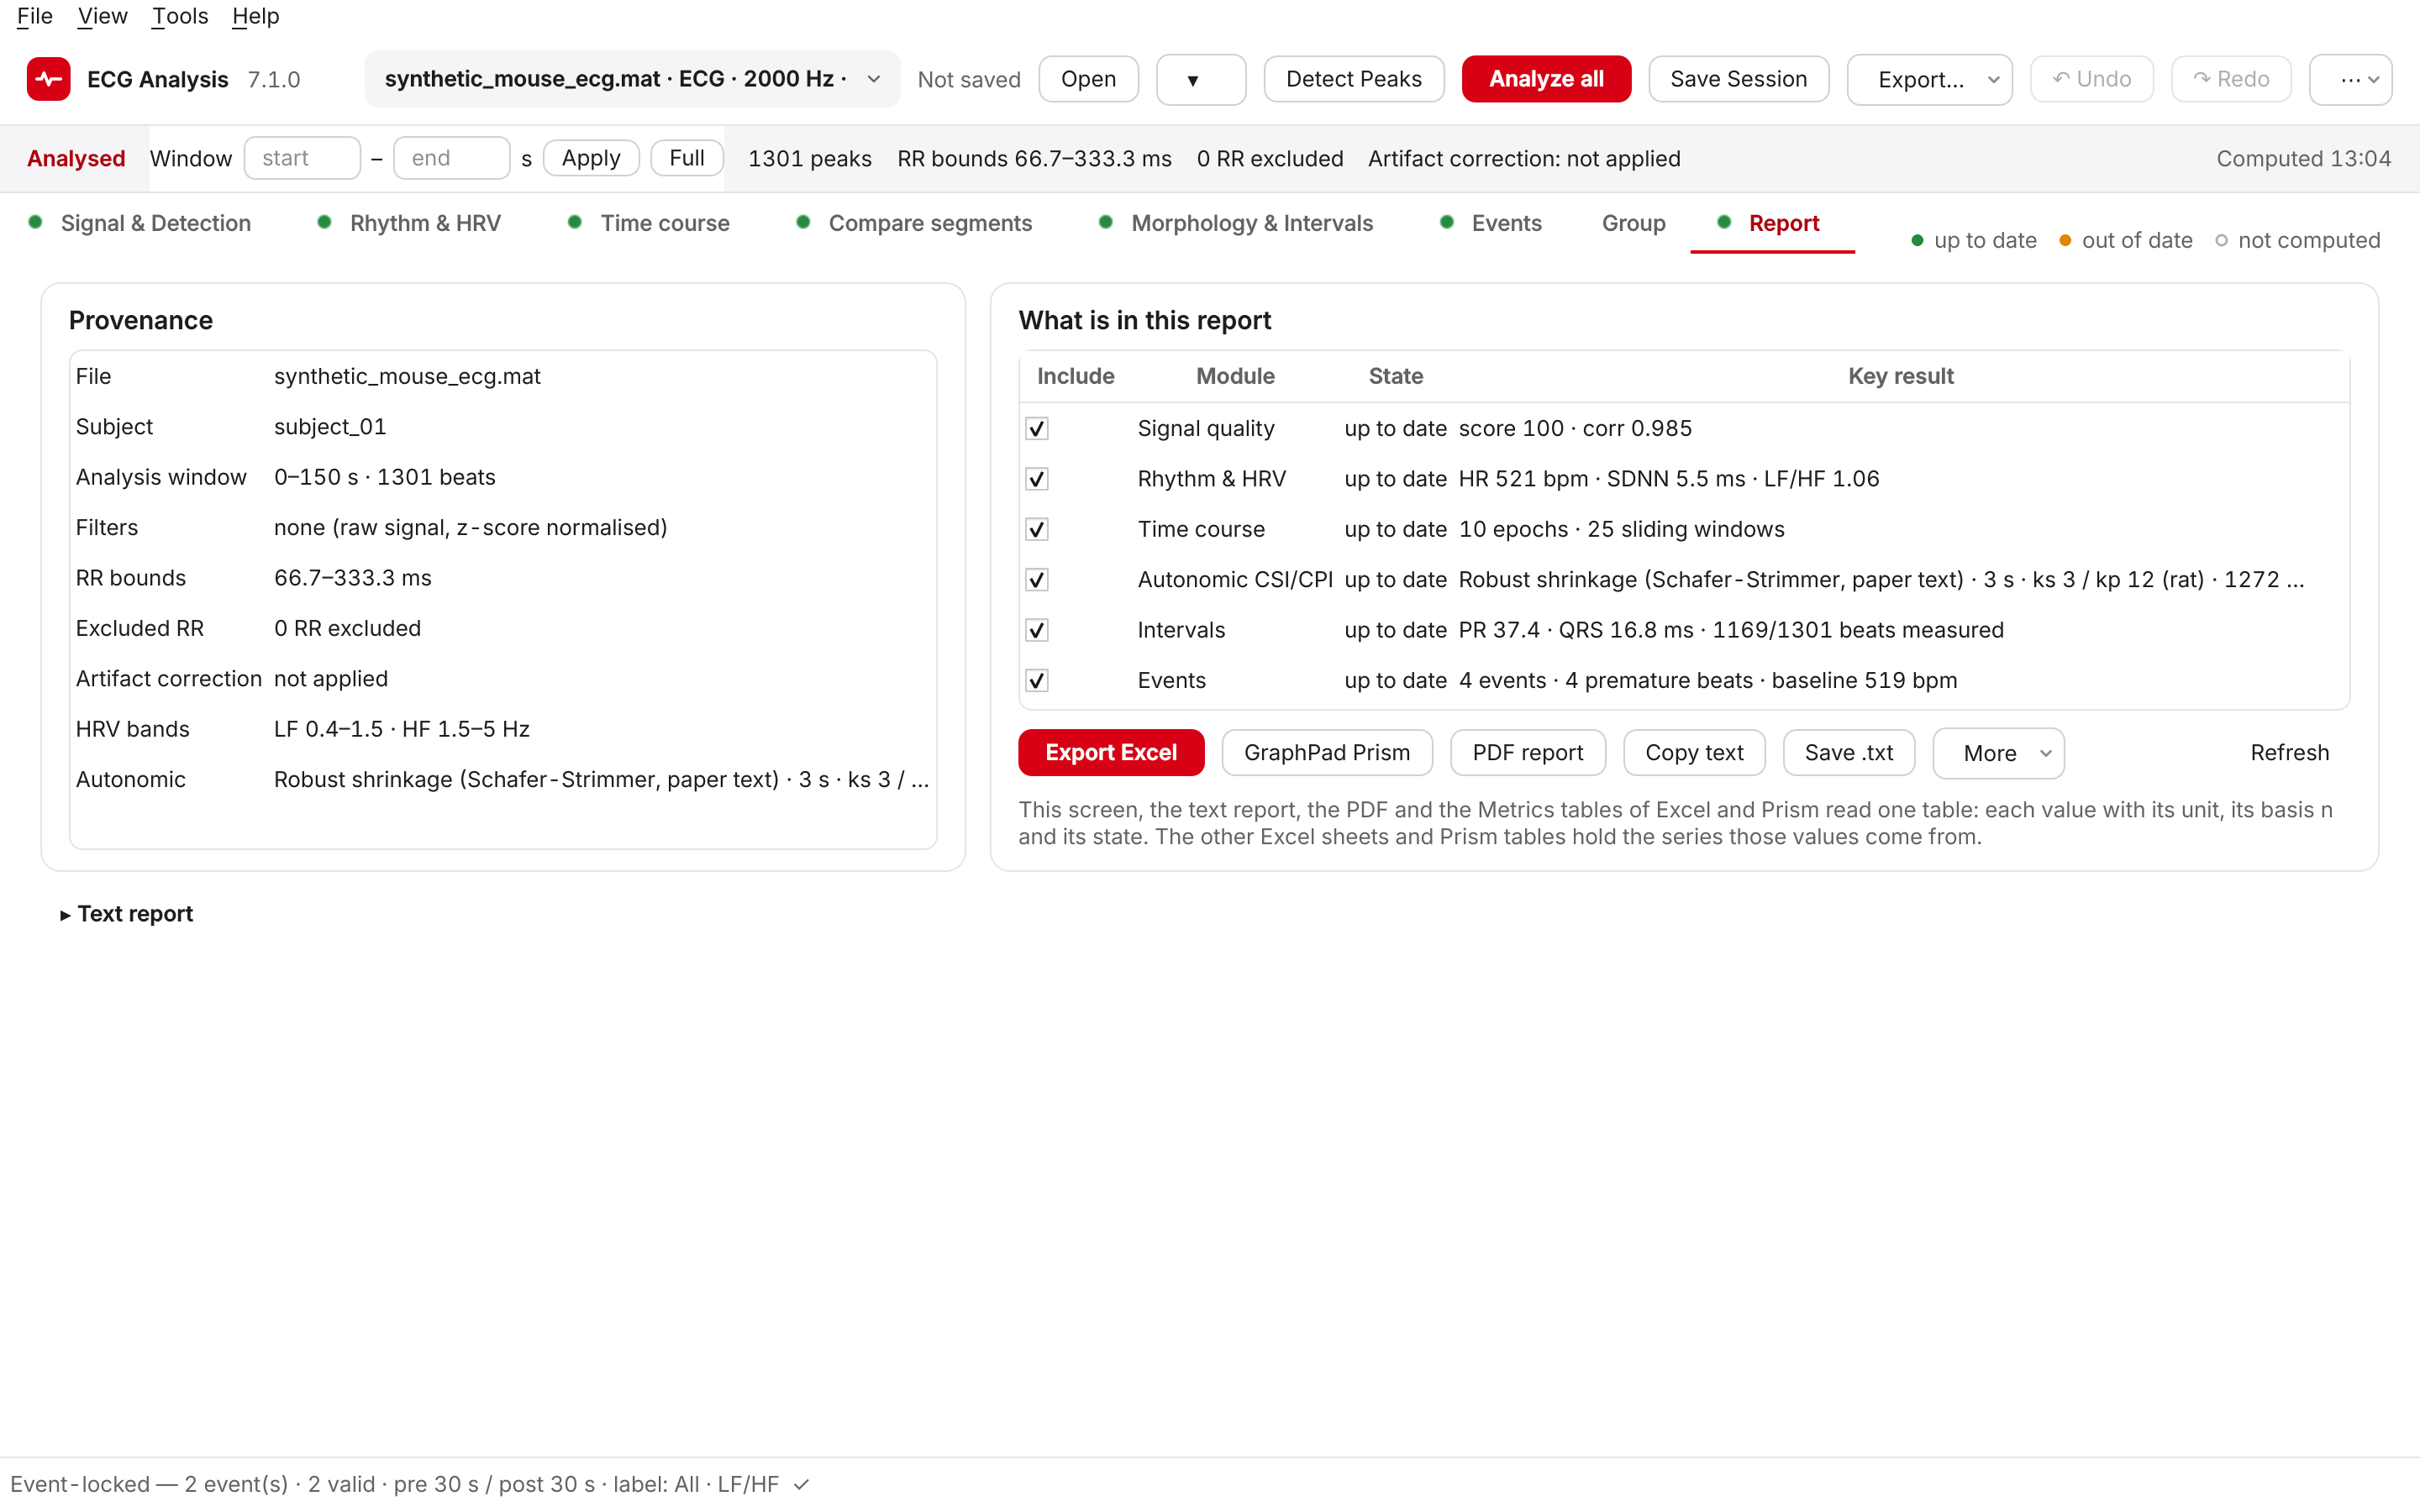 File View Tools Help
ECG Analysis 7.1.0 synthetic_mouse_ecg.mat · ECG · 2000 Hz · Not saved Open ▼ Detect Peaks Analyze all Save Session Export... ↶ Undo ↷ Redo ...
Analysed Window start – end s Apply Full 1301 peaks RR bounds 66.7–333.3 ms 0 RR excluded Artifact correction: not applied Computed 13:04
Signal & Detection Rhythm & HRV Time course Compare segments Morphology & Intervals Events Group Report
up to date out of date not computed
Provenance
File synthetic_mouse_ecg.mat
Subject subject_01
Analysis window 0–150 s · 1301 beats
Filters none (raw signal, z-score normalised)
RR bounds 66.7–333.3 ms
Excluded RR 0 RR excluded
Artifact correction not applied
HRV bands LF 0.4–1.5 · HF 1.5–5 Hz
Autonomic Robust shrinkage (Schafer-Strimmer, paper text) · 3 s · ks 3 / ...
What is in this report
Include Module State Key result
Signal quality up to date score 100 · corr 0.985
Rhythm & HRV up to date HR 521 bpm · SDNN 5.5 ms · LF/HF 1.06
Time course up to date 10 epochs · 25 sliding windows
Autonomic CSI/CPI up to date Robust shrinkage (Schafer-Strimmer, paper text) · 3 s · ks 3 / kp 12 (rat) · 1272 ...
Intervals up to date PR 37.4 · QRS 16.8 ms · 1169/1301 beats measured
Events up to date 4 events · 4 premature beats · baseline 519 bpm
Export Excel GraphPad Prism PDF report Copy text Save .txt More Refresh
This screen, the text report, the PDF and the Metrics tables of Excel and Prism read one table: each value with its unit, its basis n
and its state. The other Excel sheets and Prism tables hold the series those values come from.
▸ Text report
Event-locked — 2 event(s) · 2 valid · pre 30 s / post 30 s · label: All · LF/HF ✓